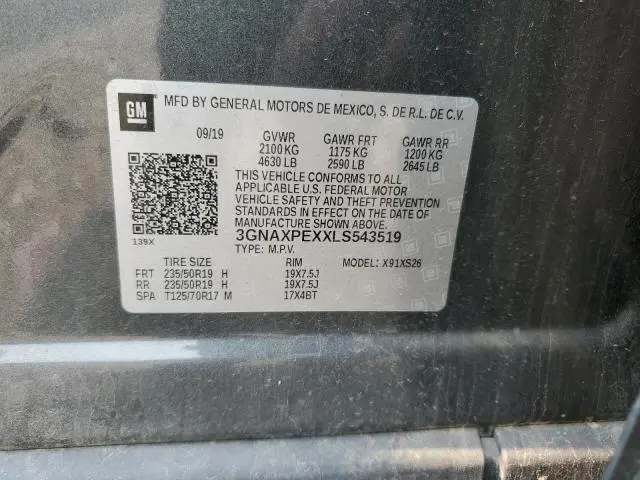 GM
MFD BY GENERAL MOTORS DE MEXICO, S. DE R.L. DE C.V.
09/19 GVWR GAWR FRT GAWR RR
2100 KG 1175 KG 1200 KG
4630 LB 2590 LB 2645 LB
THIS VEHICLE CONFORMS TO ALL
APPLICABLE U.S. FEDERAL MOTOR
VEHICLE SAFETY AND THEFT PREVENTION
STANDARDS IN EFFECT ON THE DATE OF
MANUFACTURE SHOWN ABOVE.
3GNAXPEXXLS543519
139X TYPE: M.P.V.
TIRE SIZE RIM MODEL: X91XS26
FRT 235/50R19 H 19X7.5J
RR 235/50R19 H 19X7.5J
SPA T125/70R17 M 17X4BT